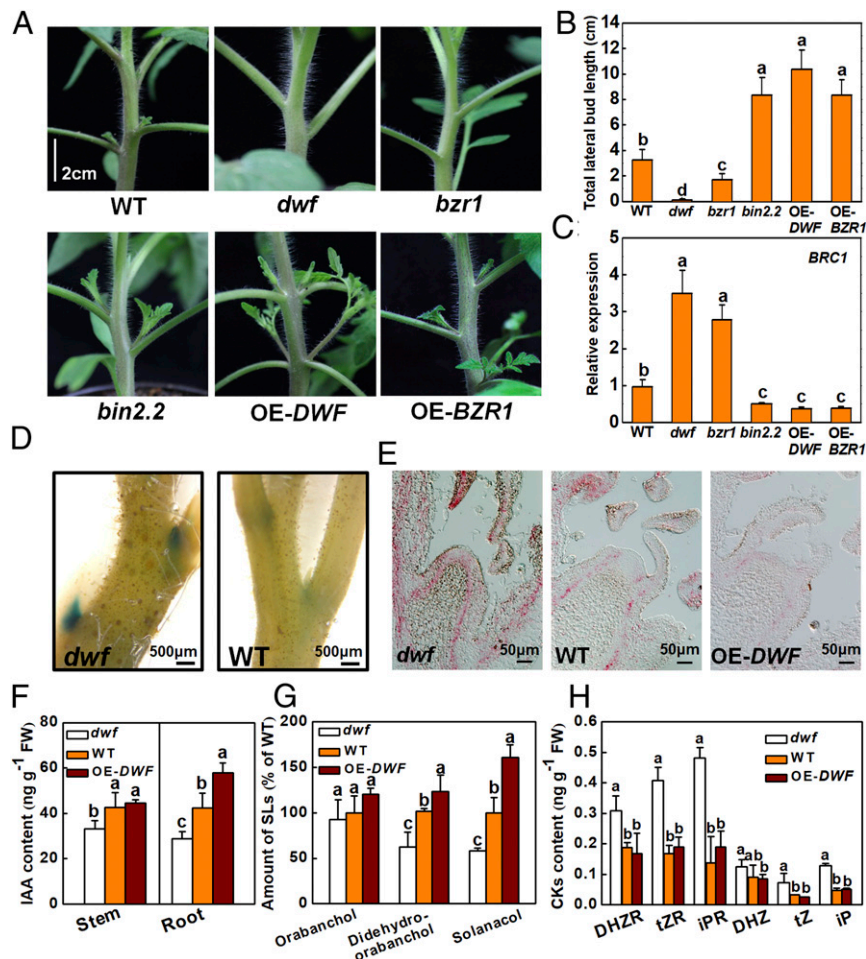 A
WT
dwf
bzr1
2cm
bin2.2
OE-DWF
OE-BZR1
B
Total lateral bud length (cm)
14
12
10
8
6
4
2
0
b
d
c
a
a
a
WT
dwf
bzr1
bin2.2
OE-
DWF
OE-
BZR1
C
BRC1
Relative expression
5
4
3
2
1
0
b
a
a
c
c
c
WT
dwf
bzr1
bin2.2
OE-
DWF
OE-
BZR1
D
dwf
500μm
WT
500μm
E
dwf
50μm
WT
50μm
OE-DWF
50μm
F
IAA content (ng g-1 FW)
80
60
40
20
0
dwf
WT
OE-DWF
b
a
a
c
b
a
Stem
Root
G
Amount of SLs (% of WT)
200
150
100
50
0
dwf
WT
OE-DWF
a
a
a
c
b
a
c
b
a
Orabanchol
Didehydro-
orabanchol
Solanacol
H
CKs content (ng g-1 FW)
0.6
0.5
0.4
0.3
0.2
0.1
0.0
dwf
WT
OE-DWF
a
b
b
a
b
b
a
b
b
a
ab
b
a
b
b
a
b
b
DHZR
tZR
iPR
DHZ
tZ
iP